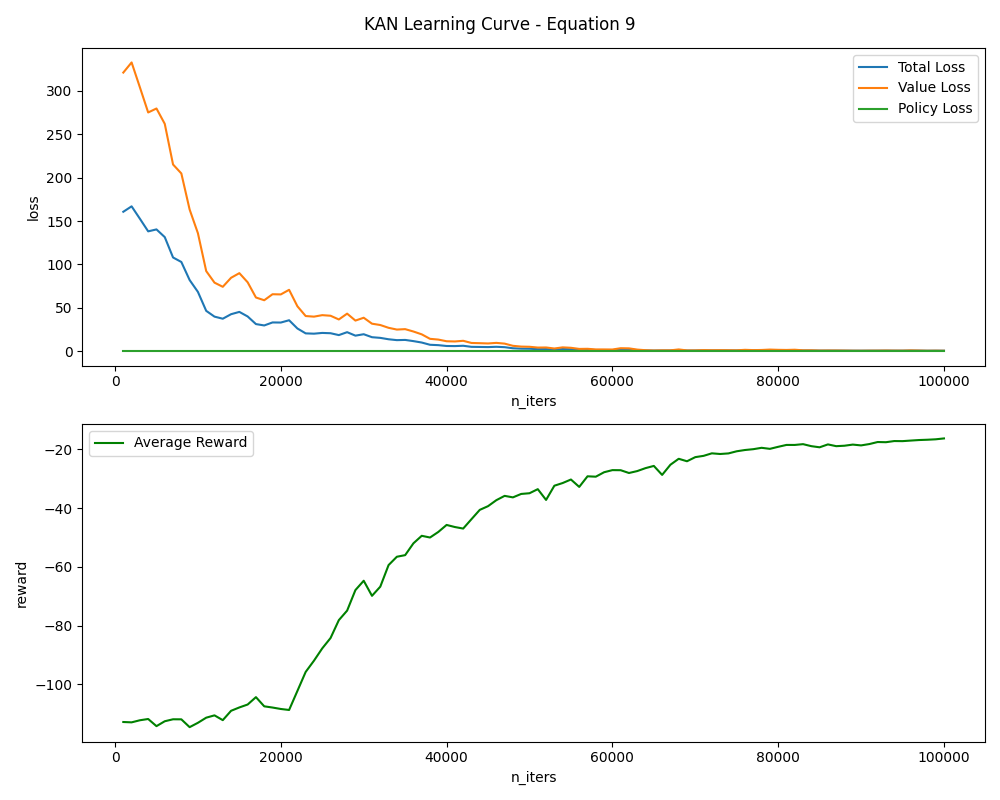 KAN Learning Curve - Equation 9
Total Loss
Value Loss
Policy Loss
loss
300
250
200
150
100
50
0
0 20000 40000 60000 80000 100000
n_iters
Average Reward
reward
−20
−40
−60
−80
−100
0 20000 40000 60000 80000 100000
n_iters